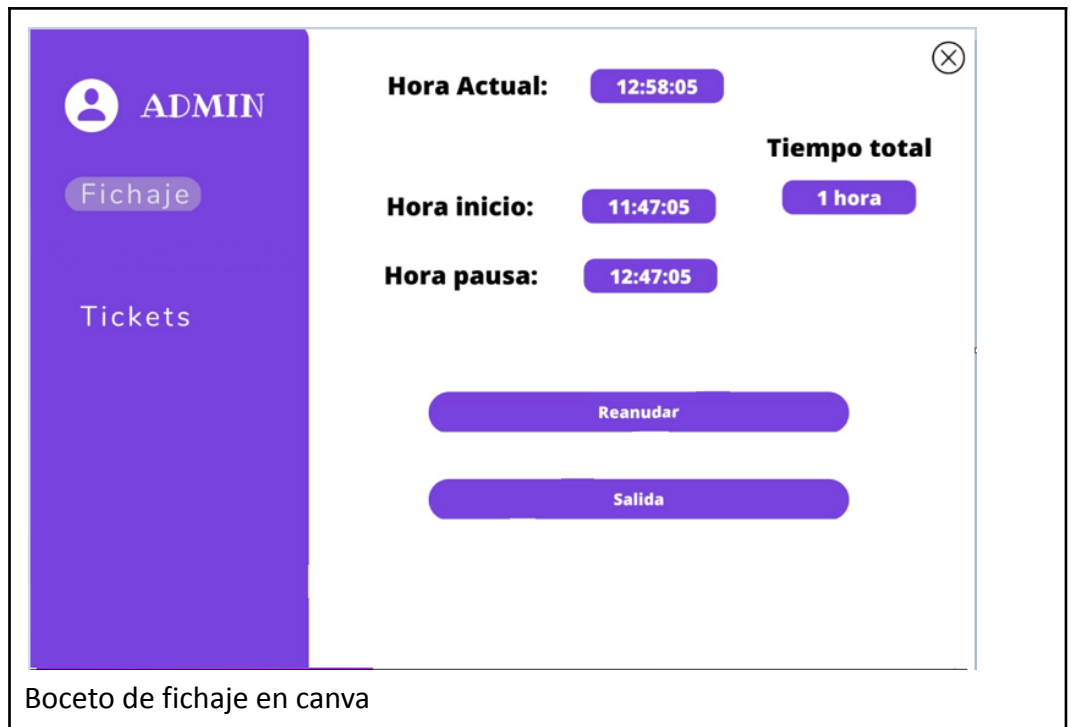 ADMIN
Fichaje
Tickets
Hora Actual: 12:58:05
Tiempo total
1 hora
Hora inicio: 11:47:05
Hora pausa: 12:47:05
Reanudar
Salida
Boceto de fichaje en canva